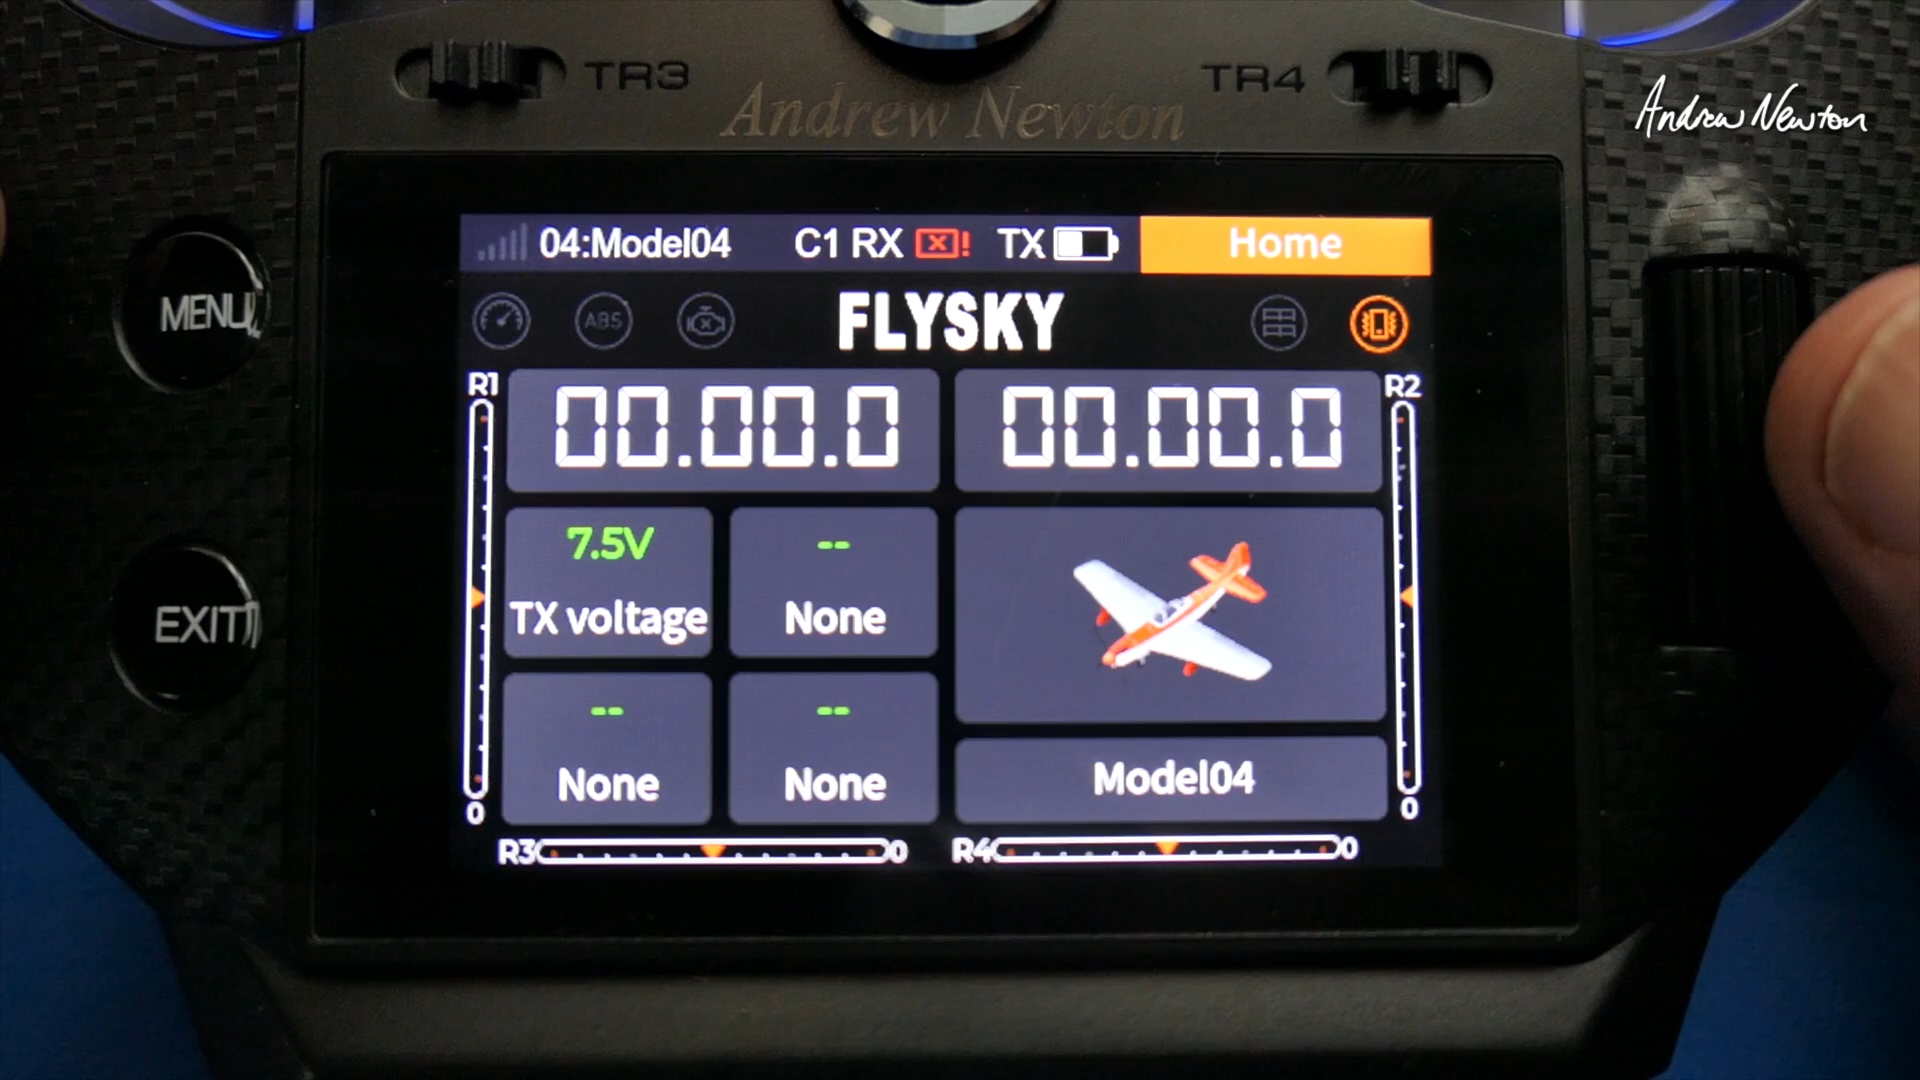 TR3
TR4
Andrew Newton
Andrew Newton
04:Model04 C1 RX ! TX Home
ABS FLYSKY
R1 00.00.0 00.00.0 R2
7.5V --
TX voltage None
-- --
None None Model04
0 0
R3 0 R4 0
MENU
EXIT